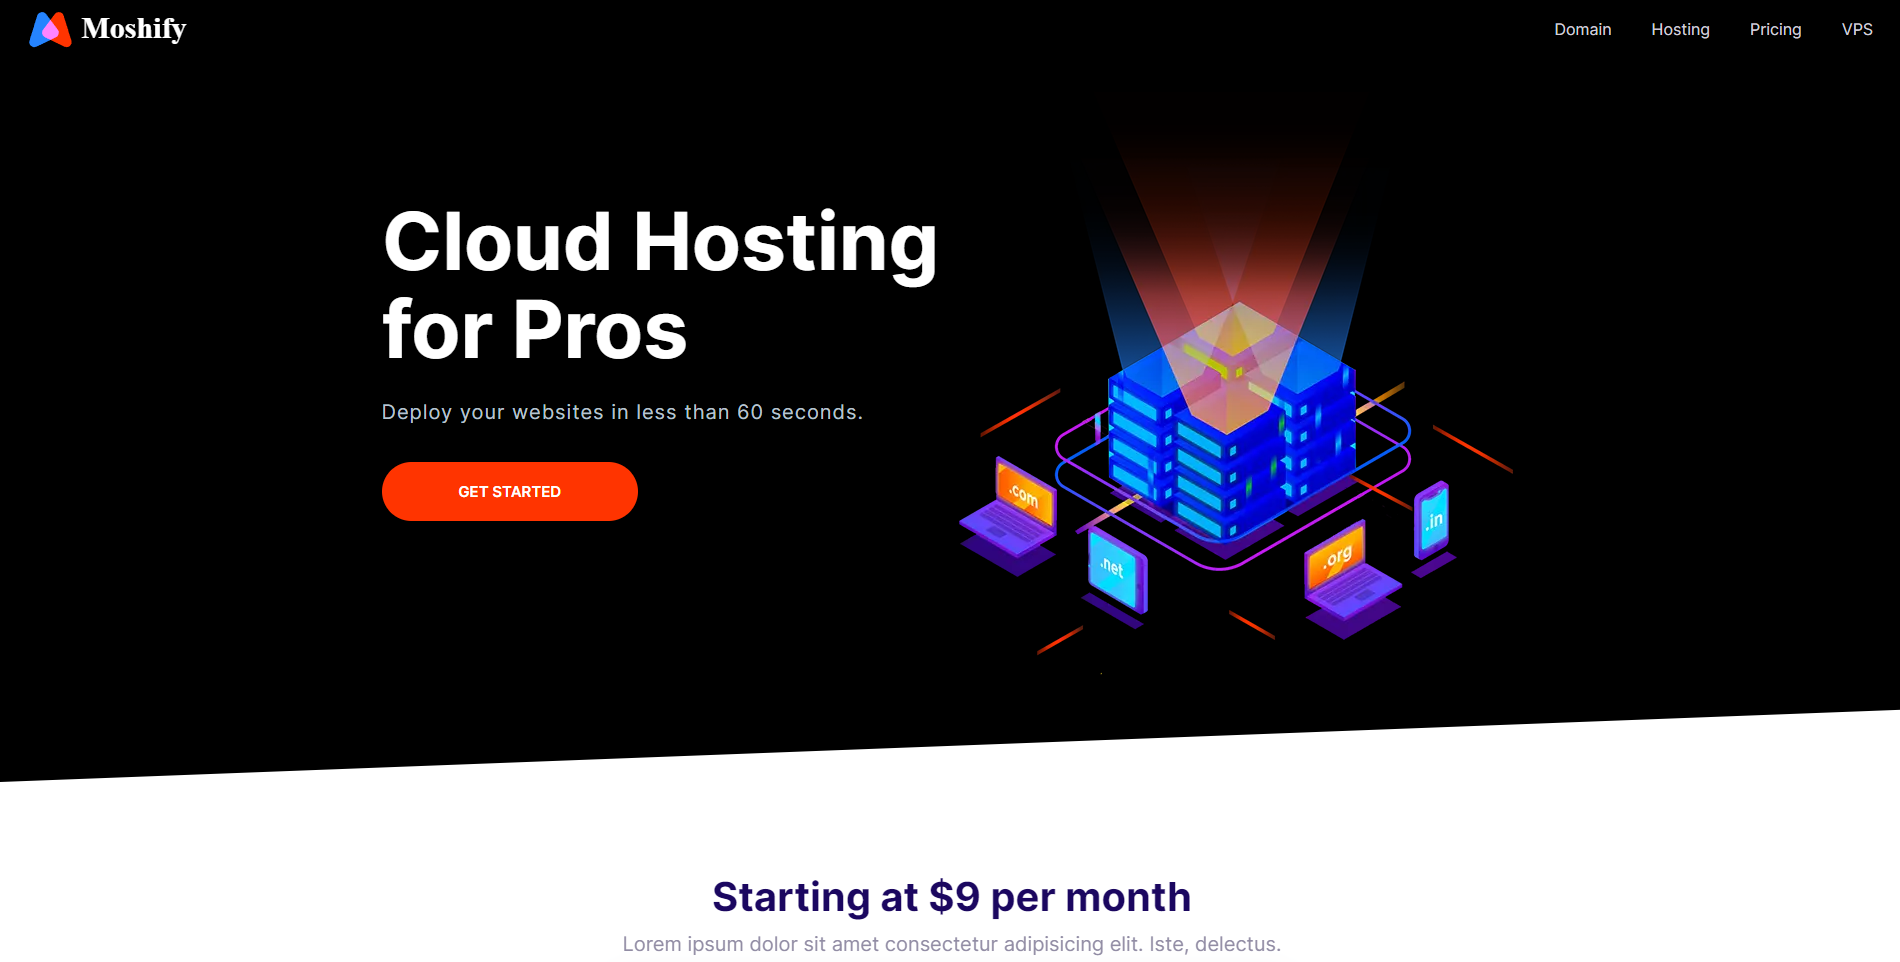 Moshify
Domain Hosting Pricing VPS
Cloud Hosting
for Pros
Deploy your websites in less than 60 seconds.
GET STARTED
.com
.net
.org
.in
Starting at $9 per month
Lorem ipsum dolor sit amet consectetur adipisicing elit. Iste, delectus.